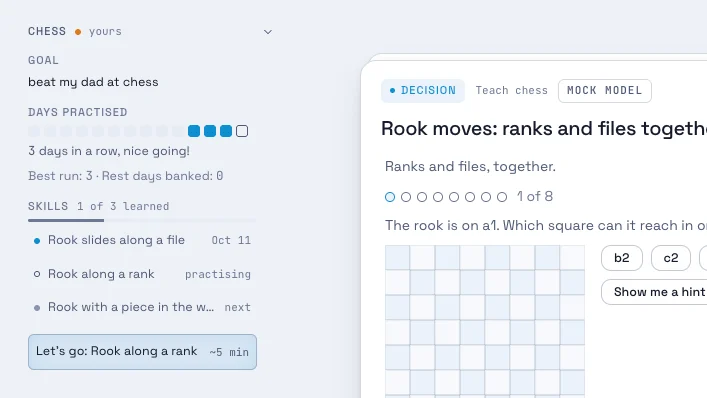 CHESS yours
GOAL
beat my dad at chess
DAYS PRACTISED
3 days in a row, nice going!
Best run: 3 · Rest days banked: 0
SKILLS 1 of 3 learned
Rook slides along a file Oct 11
Rook along a rank practising
Rook with a piece in the w... next
Let's go: Rook along a rank ~5 min
DECISION Teach chess MOCK MODEL
Rook moves: ranks and files
Ranks and files, together.
1 of 8
The rook is on a1. Which square can it reach in
b2 c2
Show me a hint